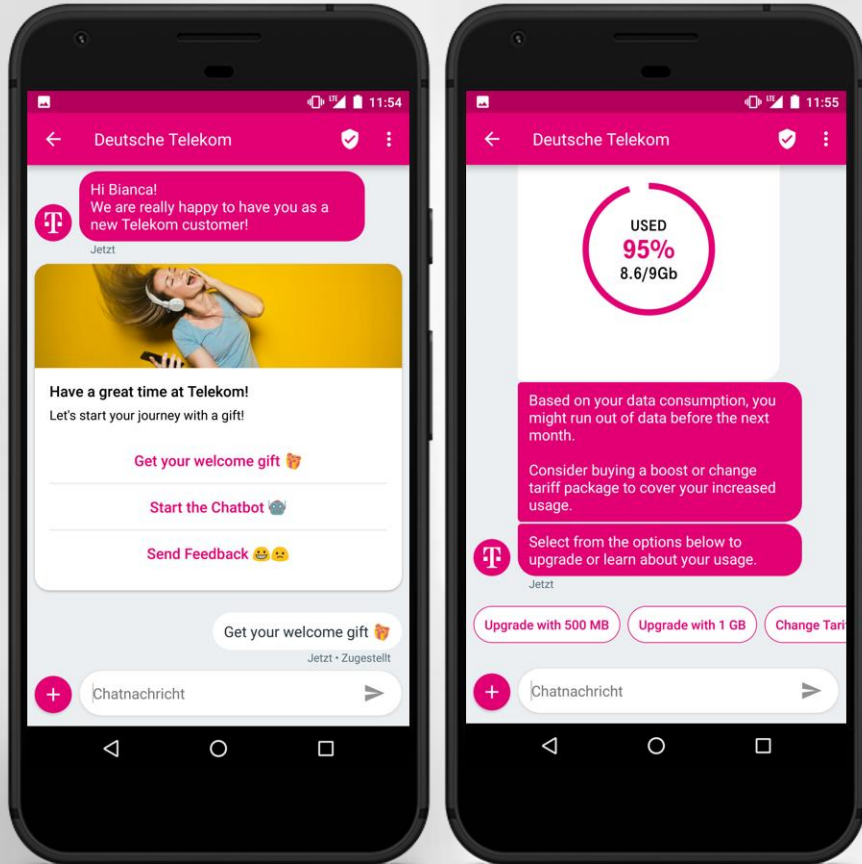 LTE
11:54
Deutsche Telekom
Hi Bianca!
We are really happy to have you as a
new Telekom customer!
T
Jetzt
Have a great time at Telekom!
Let's start your journey with a gift!
Get your welcome gift 🎁
Start the Chatbot 🤖
Send Feedback 😀🙁
Get your welcome gift 🎁
Jetzt • Zugestellt
Chatnachricht
LTE
11:55
Deutsche Telekom
USED
95%
8.6/9Gb
Based on your data consumption, you
might run out of data before the next
month.
Consider buying a boost or change
tariff package to cover your increased
usage.
T
Select from the options below to
upgrade or learn about your usage.
Jetzt
Upgrade with 500 MB
Upgrade with 1 GB
Change Tari
Chatnachricht